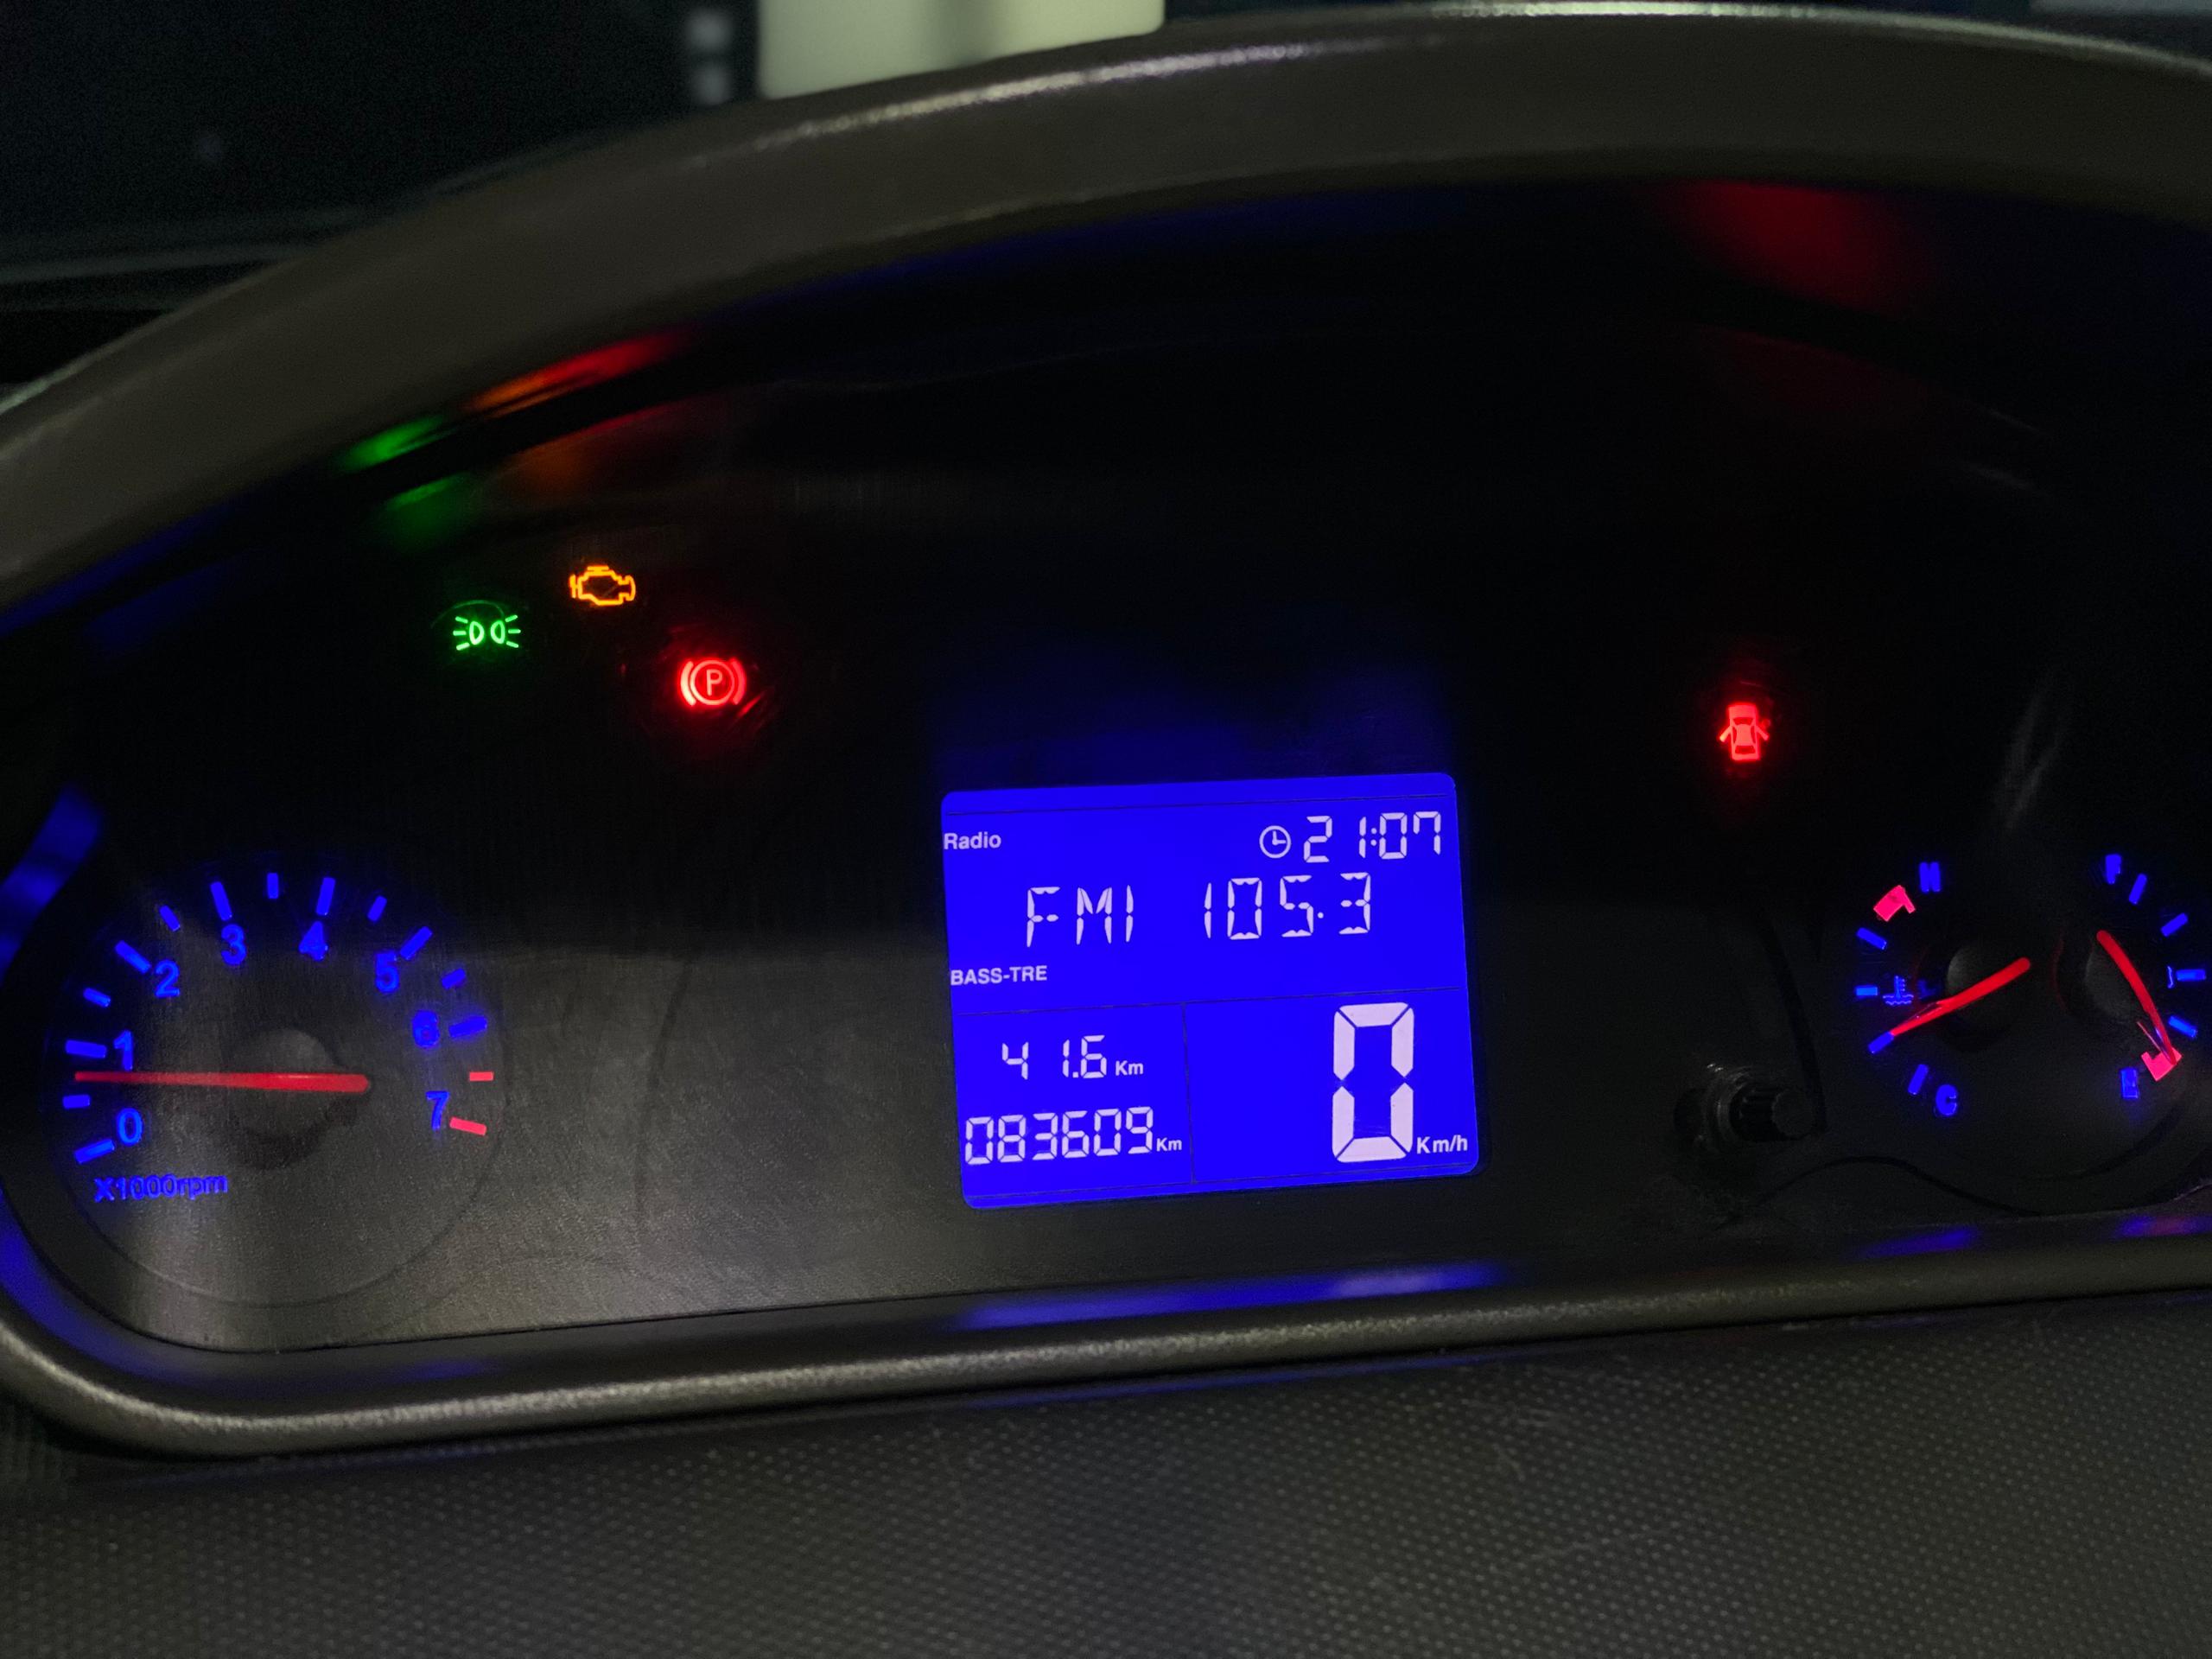 P
Radio 21:07
FM1 105.3
BASS-TRE
41.6 Km
083609 Km
0 Km/h
0 1 2 3 4 5 6 7
X1000rpm
H
C
F
E